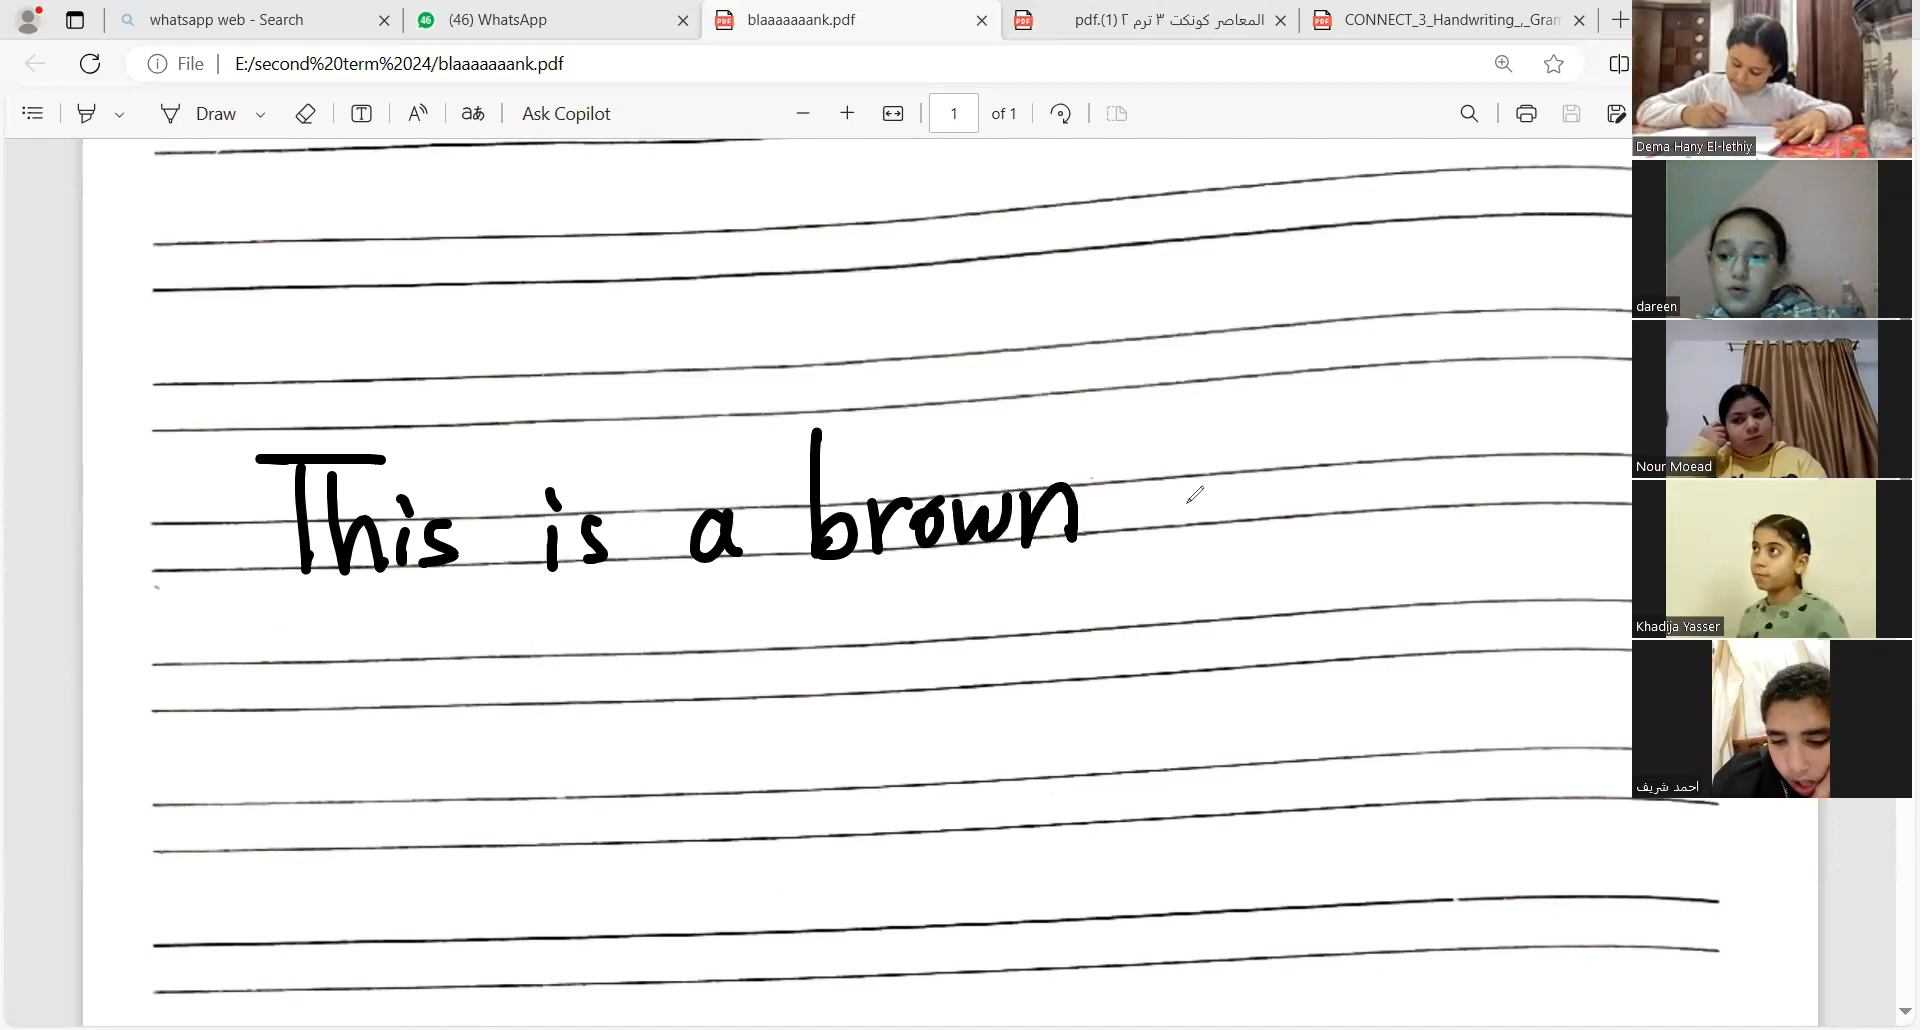 whatsapp web - Search
(46) WhatsApp
blaaaaaaank.pdf
المعاصر كونكت ٣ ترم ٢ (1).pdf
CONNECT_3_Handwriting_,_Gran
File
E:/second%20term%2024/blaaaaaaank.pdf
Draw
Ask Copilot
1
of 1
This is a brown
Dema Hany El-lethiy
dareen
Nour Moead
Khadija Yasser
احمد شريف